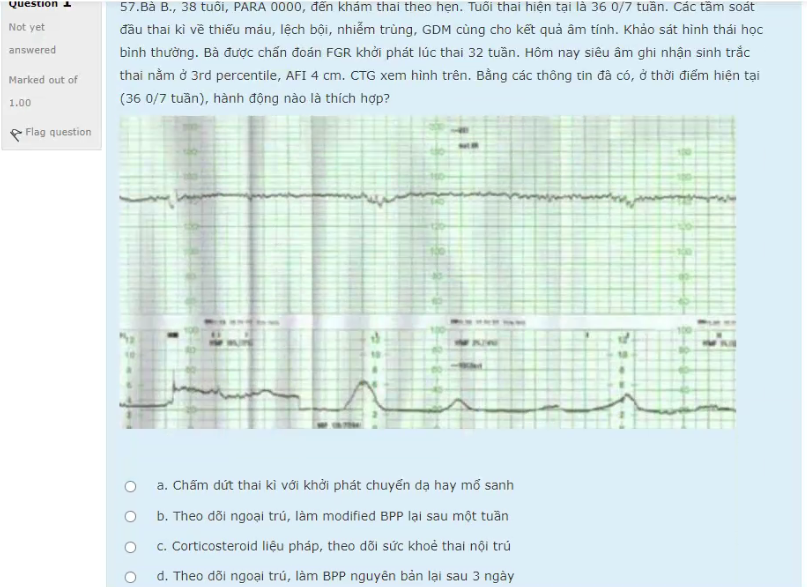 Question 1
Not yet
answered
Marked out of
1.00
Flag question
57.Bà B., 38 tuổi, PARA 0000, đến khám thai theo hẹn. Tuổi thai hiện tại là 36 0/7 tuần. Các tầm soát
đầu thai kì về thiếu máu, lệch bội, nhiễm trùng, GDM cùng cho kết quả âm tính. Khảo sát hình thái học
bình thường. Bà được chẩn đoán FGR khởi phát lúc thai 32 tuần. Hôm nay siêu âm ghi nhận sinh trắc
thai nằm ở 3rd percentile, AFI 4 cm. CTG xem hình trên. Bằng các thông tin đã có, ở thời điểm hiện tại
(36 0/7 tuần), hành động nào là thích hợp?
a. Chấm dứt thai kì với khởi phát chuyển dạ hay mổ sanh
b. Theo dõi ngoại trú, làm modified BPP lại sau một tuần
c. Corticosteroid liệu pháp, theo dõi sức khoẻ thai nội trú
d. Theo dõi ngoại trú, làm BPP nguyên bản lại sau 3 ngày